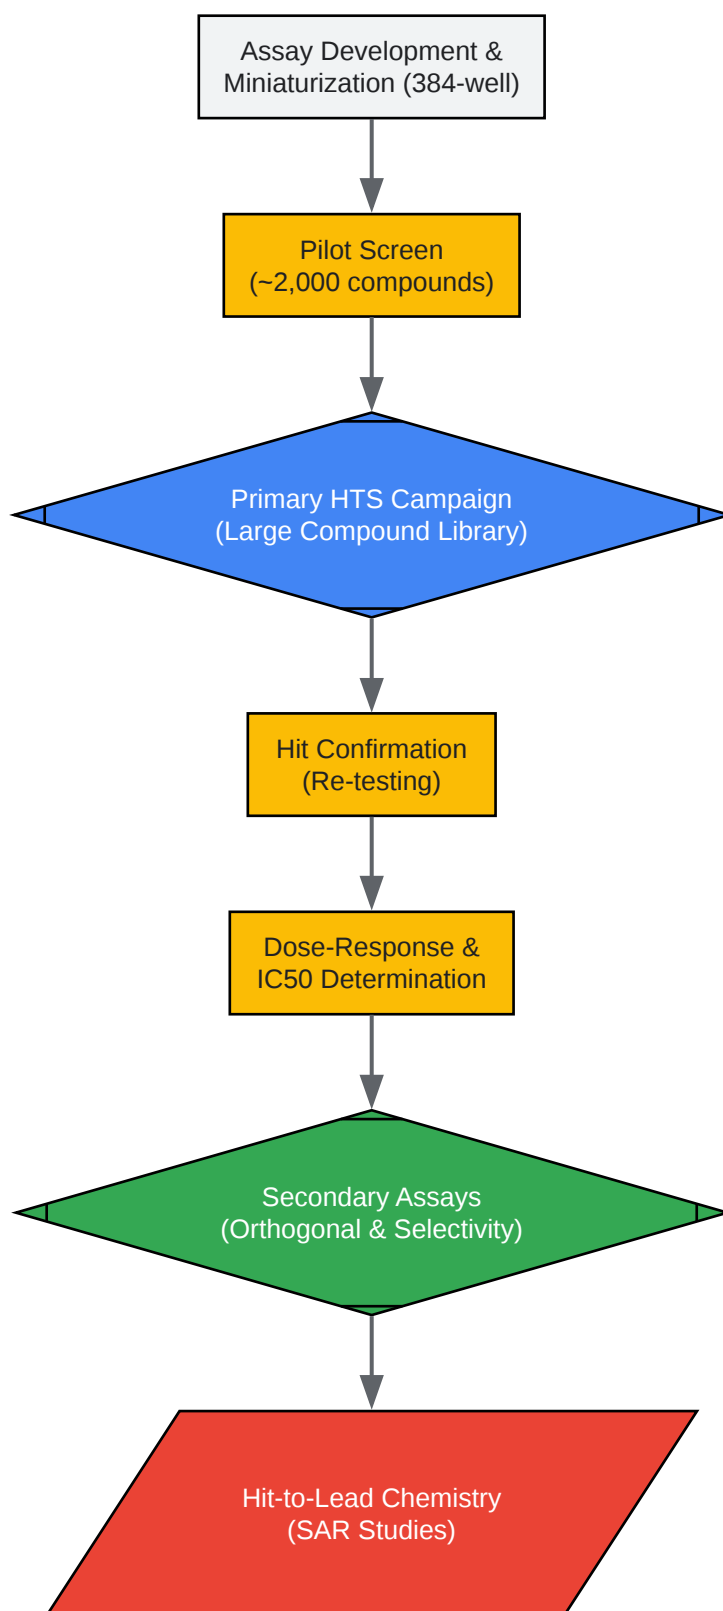 Assay Development &
Miniaturization (384-well)
Pilot Screen
(~2,000 compounds)
Primary HTS Campaign
(Large Compound Library)
Hit Confirmation
(Re-testing)
Dose-Response &
IC50 Determination
Secondary Assays
(Orthogonal & Selectivity)
Hit-to-Lead Chemistry
(SAR Studies)